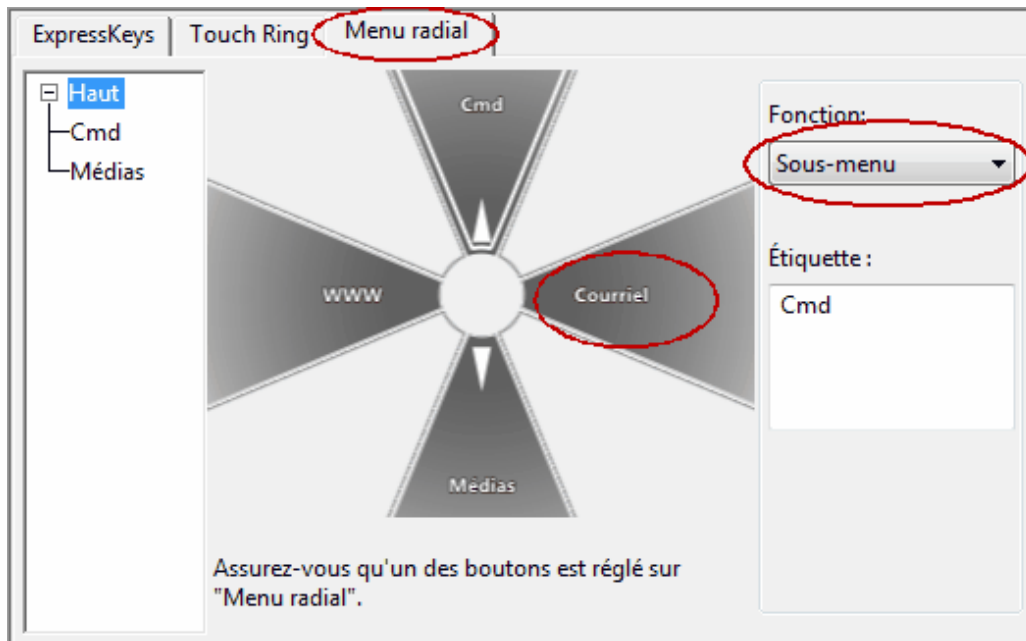 ExpressKeys
Touch Ring
Menu radial
Haut
Cmd
Médias
Cmd
WWW
Courriel
Médias
Fonction:
Sous-menu
Étiquette :
Cmd
Assurez-vous qu'un des boutons est réglé sur
"Menu radial".